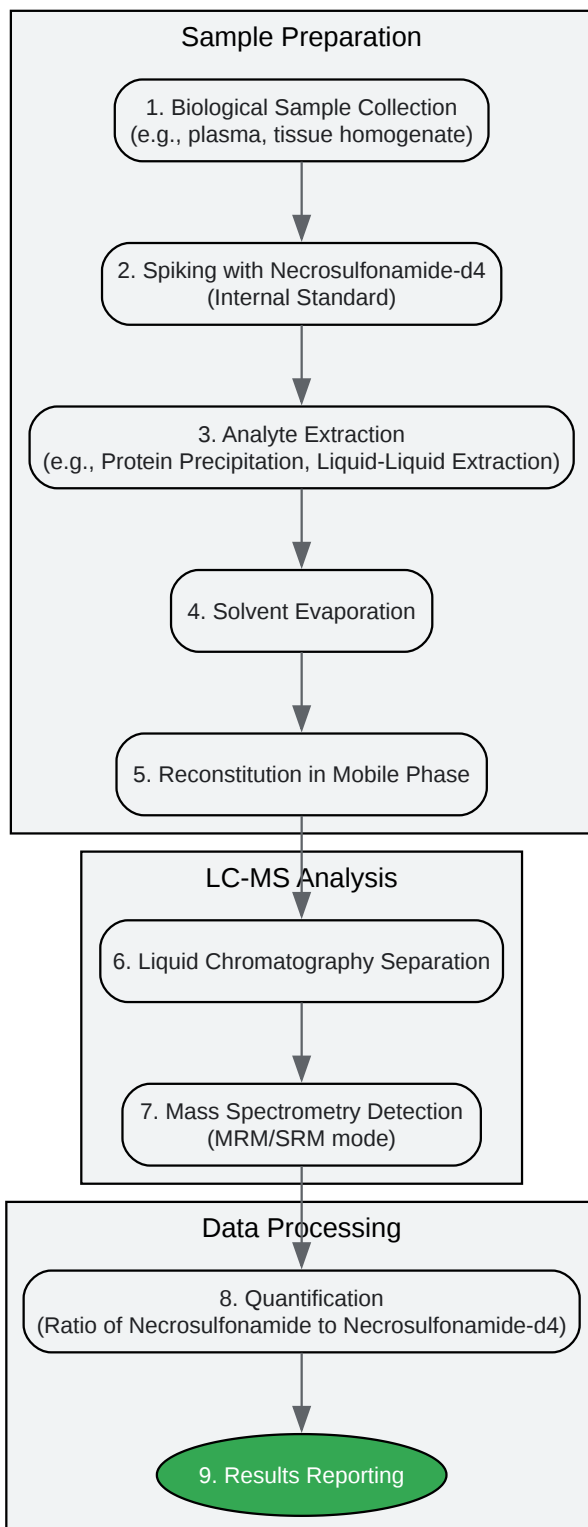 Sample Preparation
1. Biological Sample Collection
(e.g., plasma, tissue homogenate)
2. Spiking with Necrosulfonamide-d4
(Internal Standard)
3. Analyte Extraction
(e.g., Protein Precipitation, Liquid-Liquid Extraction)
4. Solvent Evaporation
5. Reconstitution in Mobile Phase
LC-MS Analysis
6. Liquid Chromatography Separation
7. Mass Spectrometry Detection
(MRM/SRM mode)
Data Processing
8. Quantification
(Ratio of Necrosulfonamide to Necrosulfonamide-d4)
9. Results Reporting